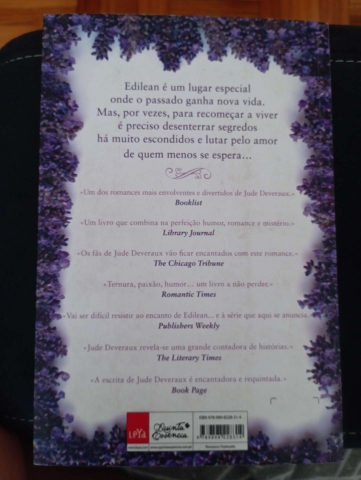 Edilean é um lugar especial
onde o passado ganha nova vida.
Mas, por vezes, para recomeçar a viver
é preciso desenterrar segredos
há muito escondidos e lutar pelo amor
de quem menos se espera...
«Um dos romances mais envolventes e divertidos de Jude Deveraux.»
Booklist
«Um livro que combina na perfeição humor, romance e mistério.»
Library Journal
«Os fãs de Jude Deveraux vão ficar encantados com este romance.»
The Chicago Tribune
«Ternura, paixão, humor... um livro a não perder.»
Romantic Times
«Vai ser difícil resistir ao encanto de Edilean... e à série que aqui se anuncia.»
Publishers Weekly
«Jude Deveraux revela-se uma grande contadora de histórias.»
The Literary Times
«A escrita de Jude Deveraux é encantadora e requintada.»
Book Page
LeYa
Quinta Essência